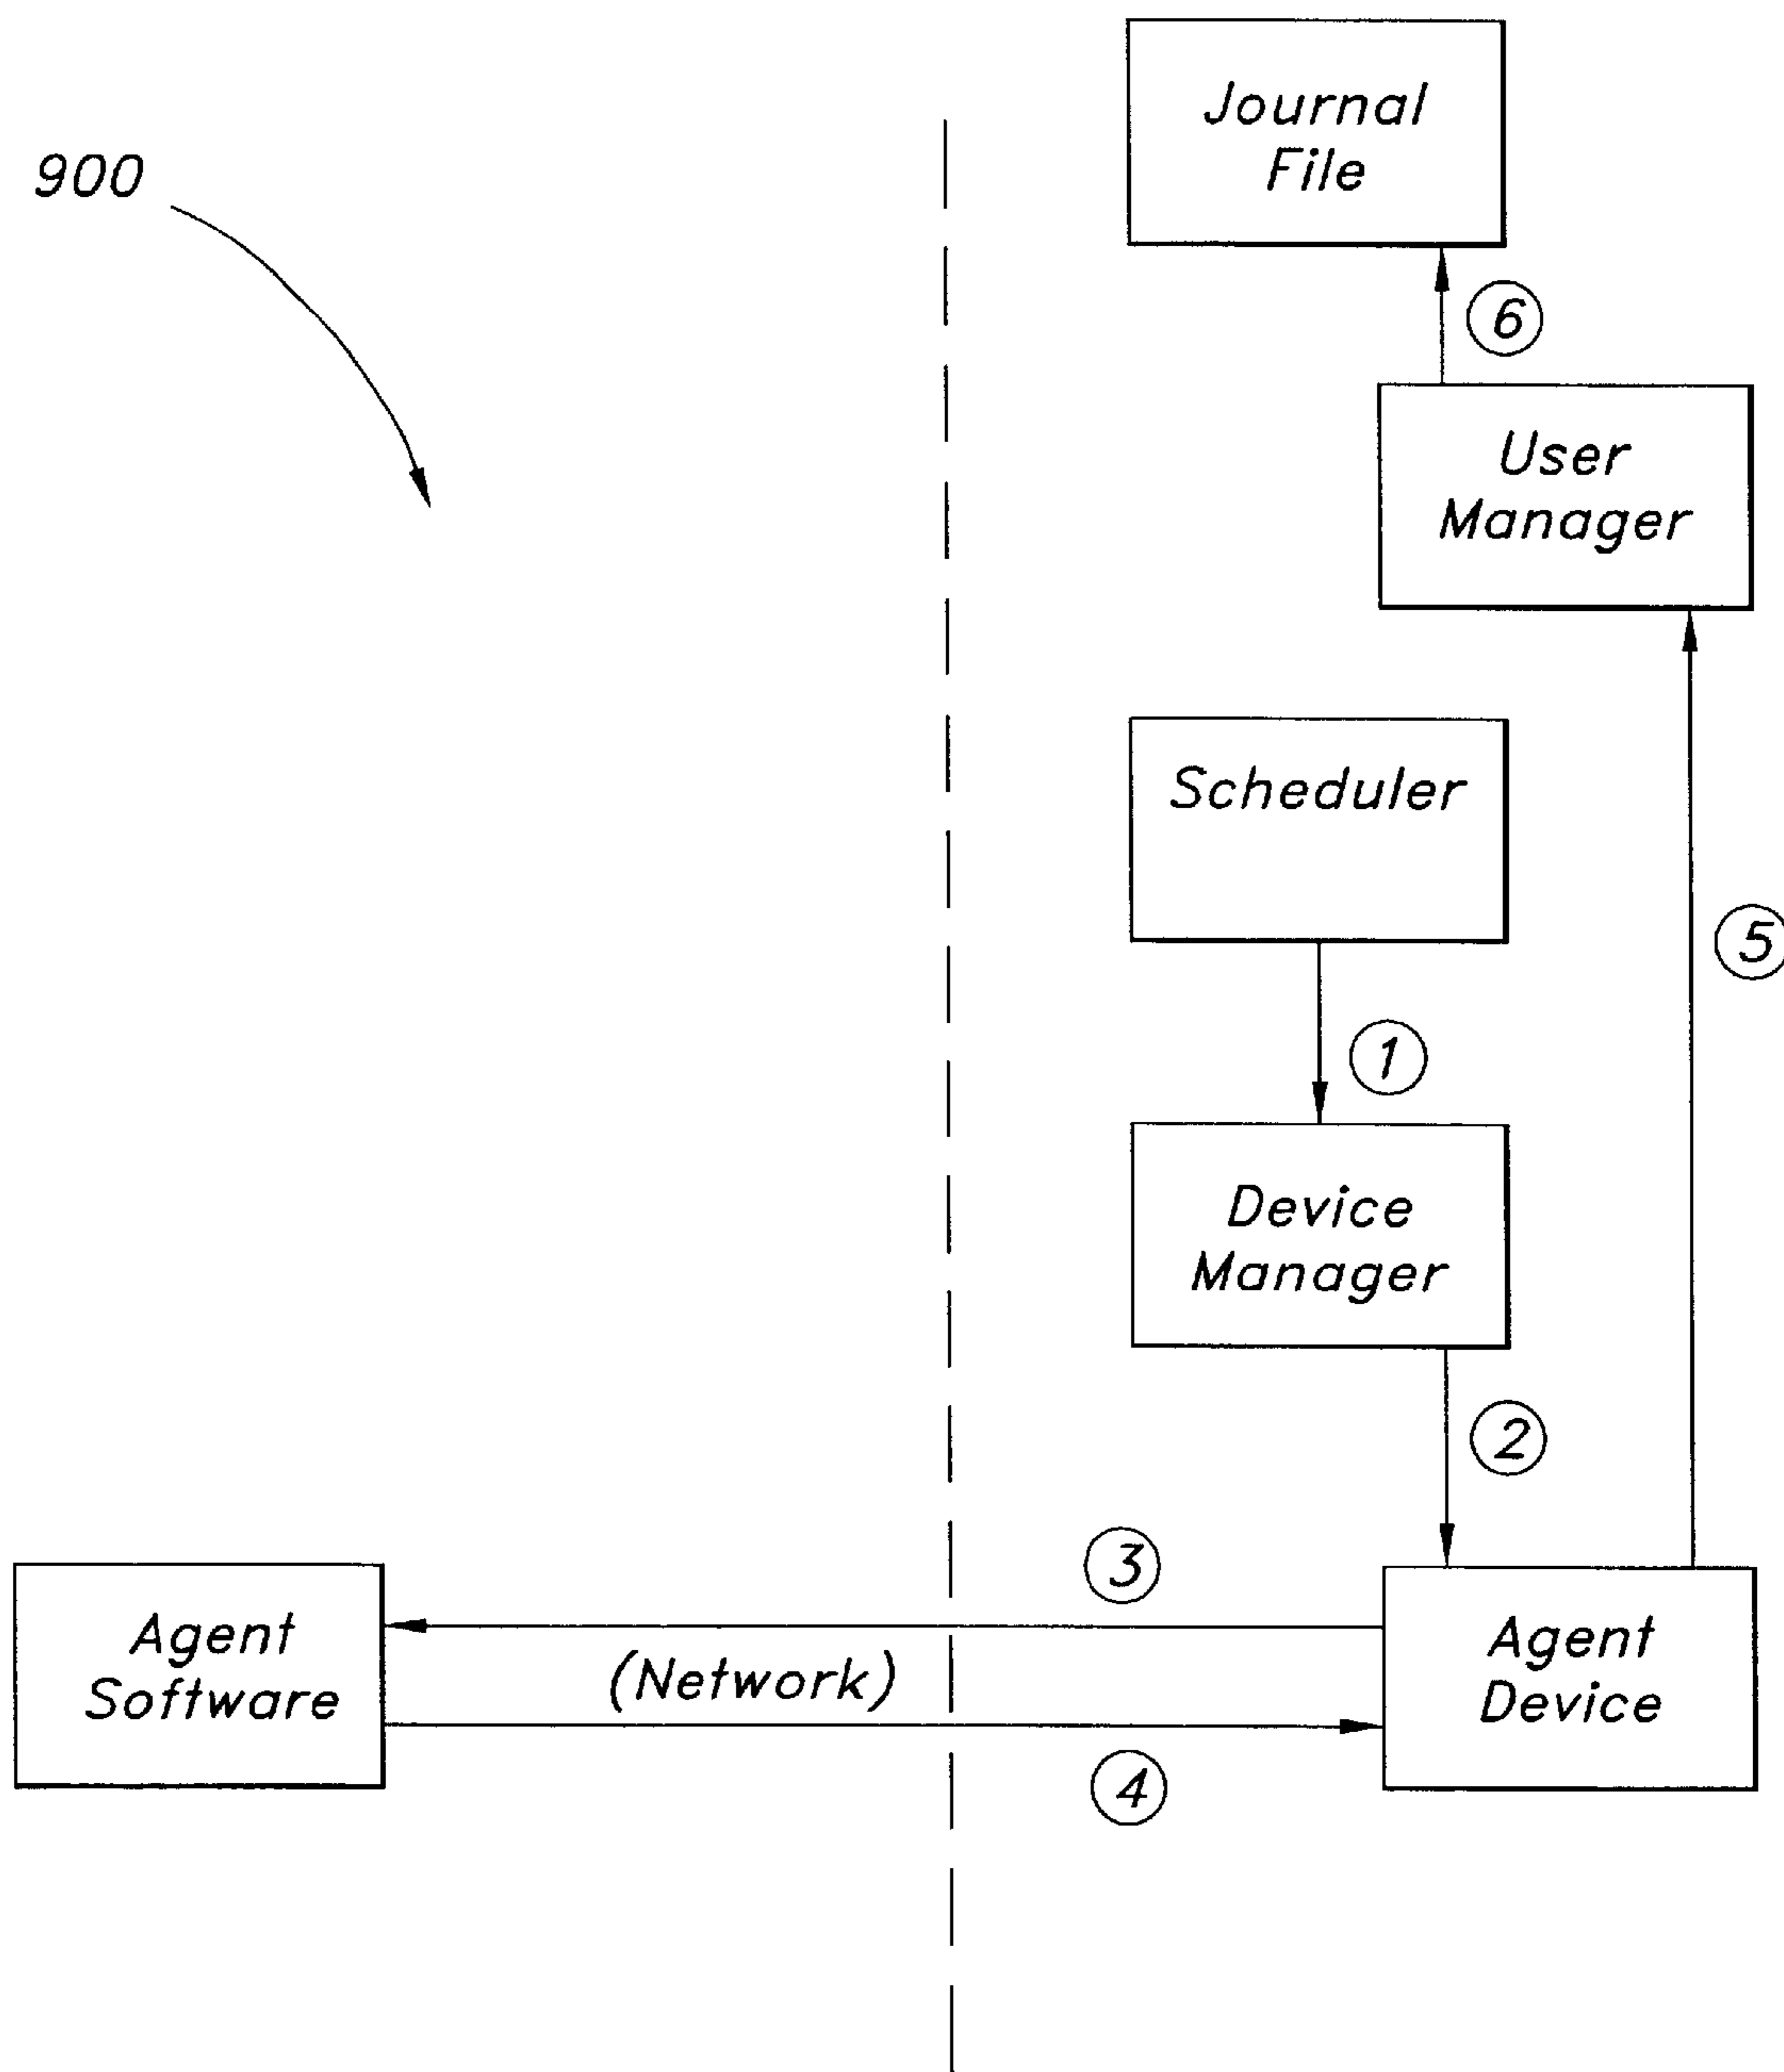 900
Journal
File
6
User
Manager
Scheduler
5
1
Device
Manager
2
3
Agent
Software
(Network)
Agent
Device
4